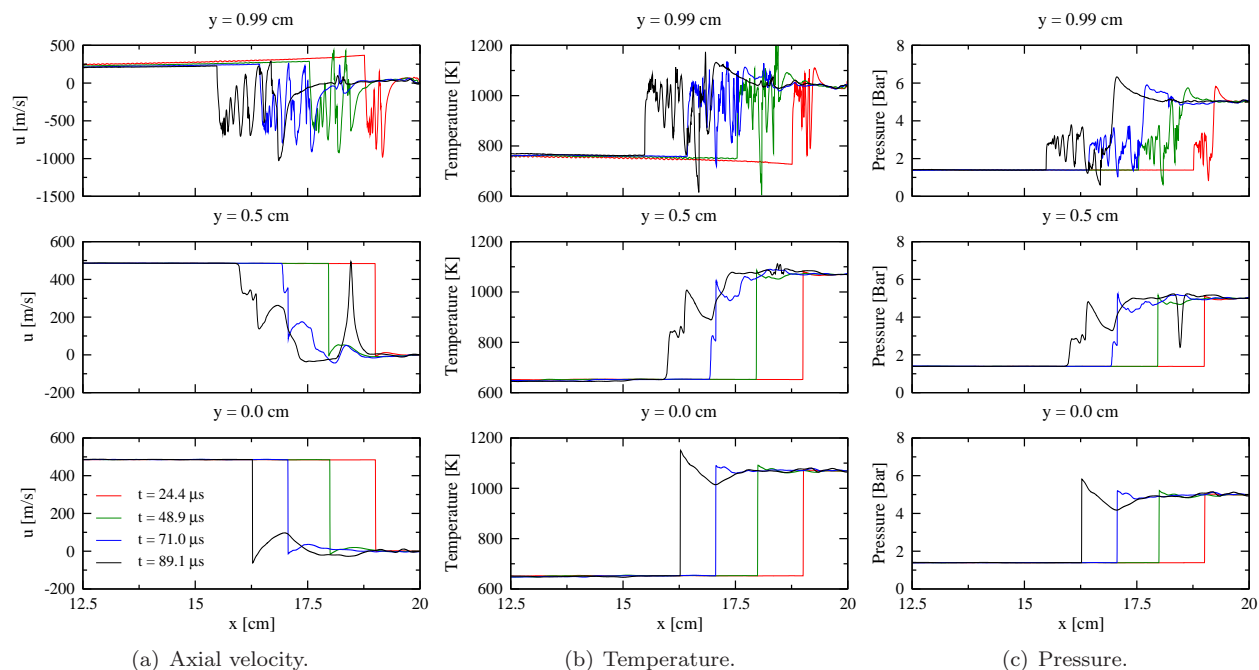 y = 0.99 cm
500
0
-500
-1000
-1500
u [m/s]
y = 0.5 cm
600
400
200
0
-200
u [m/s]
y = 0.0 cm
600
400
200
0
-200
u [m/s]
t = 24.4 μs
t = 48.9 μs
t = 71.0 μs
t = 89.1 μs
12.5 15 17.5 20
x [cm]
(a) Axial velocity.
y = 0.99 cm
1200
1000
800
600
Temperature [K]
y = 0.5 cm
1200
1000
800
600
Temperature [K]
y = 0.0 cm
1200
1000
800
600
Temperature [K]
12.5 15 17.5 20
x [cm]
(b) Temperature.
y = 0.99 cm
8
6
4
2
0
Pressure [Bar]
y = 0.5 cm
8
6
4
2
0
Pressure [Bar]
y = 0.0 cm
8
6
4
2
0
Pressure [Bar]
12.5 15 17.5 20
x [cm]
(c) Pressure.